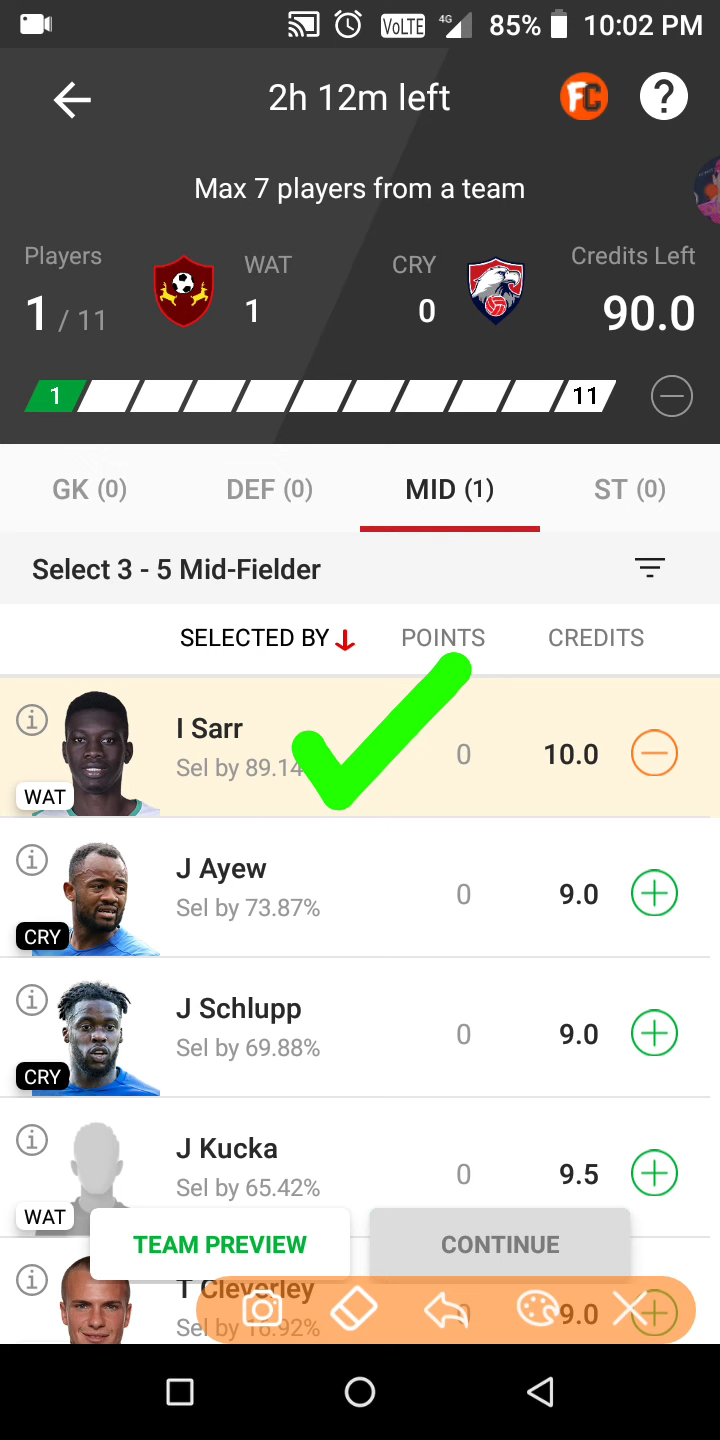 VoLTE 4G 85% 10:02 PM
2h 12m left FC ?
Max 7 players from a team
Players WAT CRY Credits Left
1 / 11 1 0 90.0
1 11
GK (0) DEF (0) MID (1) ST (0)
Select 3 - 5 Mid-Fielder
SELECTED BY POINTS CREDITS
I Sarr
Sel by 89.14 0 10.0
WAT
J Ayew
Sel by 73.87% 0 9.0
CRY
J Schlupp
Sel by 69.88% 0 9.0
CRY
J Kucka
Sel by 65.42% 0 9.5
WAT
TEAM PREVIEW CONTINUE
T Cleverley
Sel by 16.92% 0 9.0